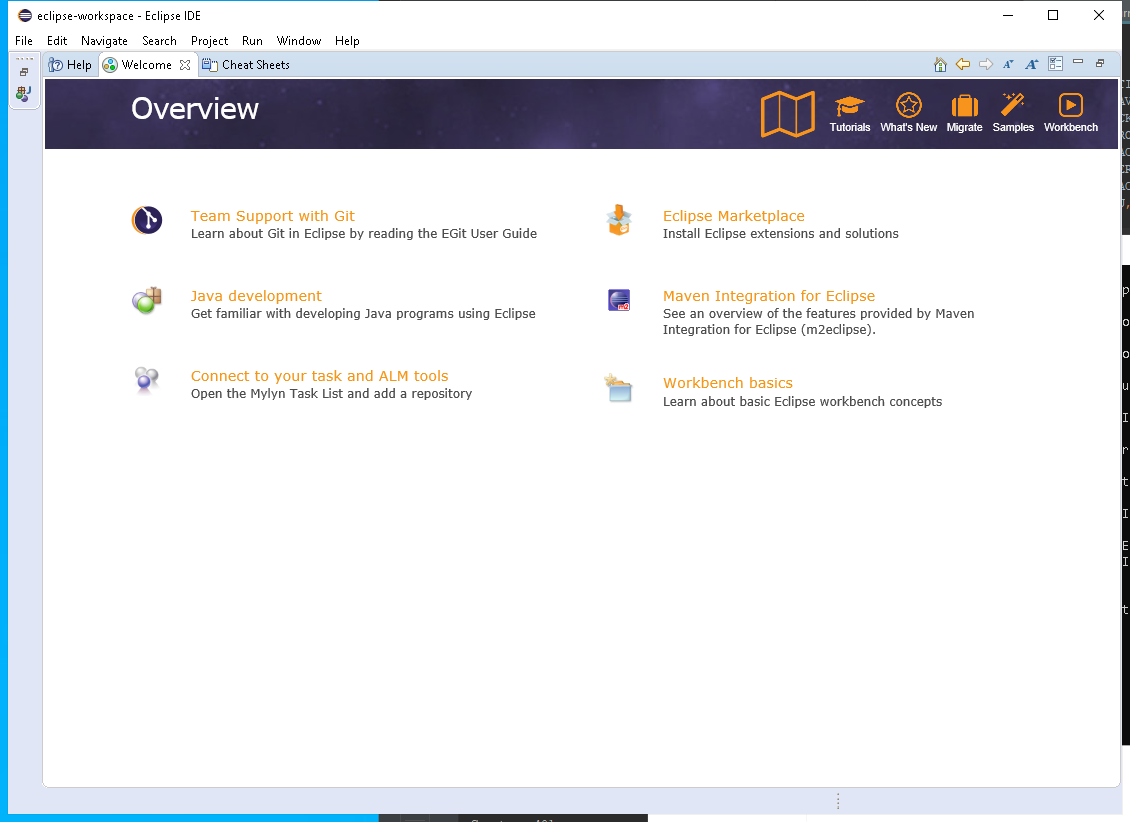 eclipse-workspace - Eclipse IDE
File Edit Navigate Search Project Run Window Help
Help Welcome Cheat Sheets
Overview
Tutorials What's New Migrate Samples Workbench
Team Support with Git
Learn about Git in Eclipse by reading the EGit User Guide
Eclipse Marketplace
Install Eclipse extensions and solutions
Java development
Get familiar with developing Java programs using Eclipse
Maven Integration for Eclipse
See an overview of the features provided by Maven
Integration for Eclipse (m2eclipse).
Connect to your task and ALM tools
Open the Mylyn Task List and add a repository
Workbench basics
Learn about basic Eclipse workbench concepts